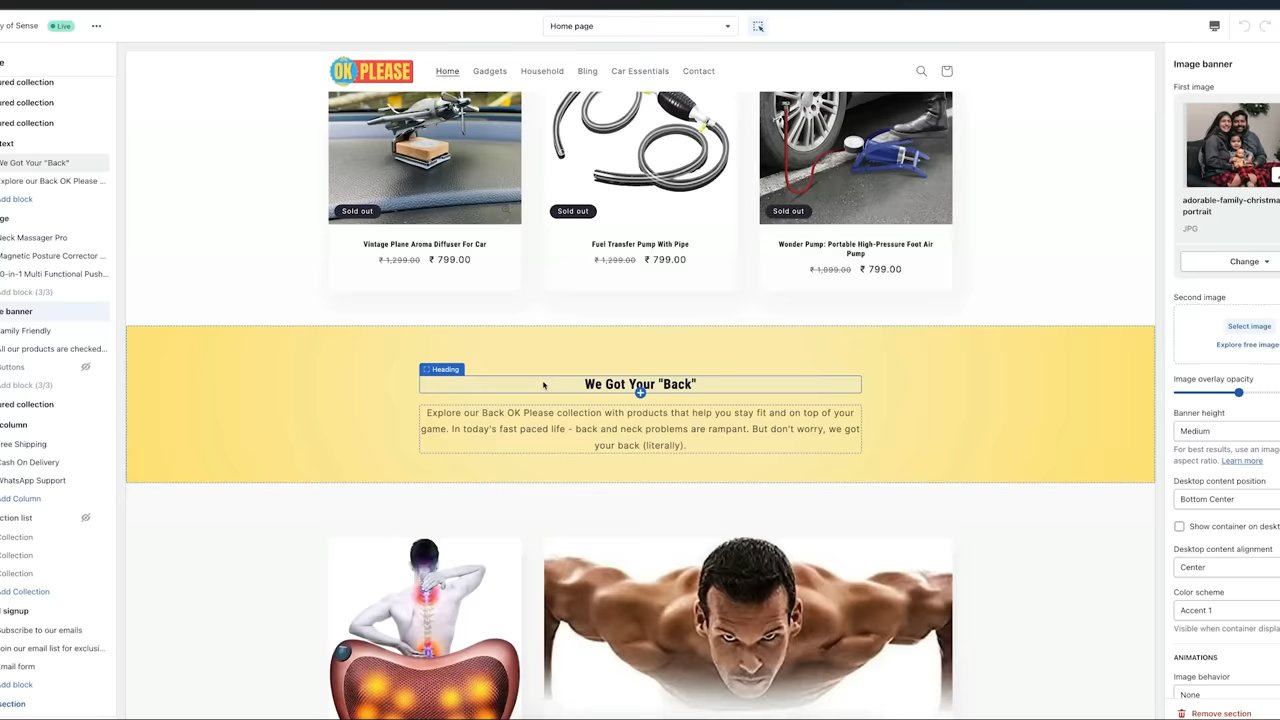 y of Sense
Live
Home page
e
ured collection
ured collection
ured collection
text
We Got Your "Back"
Explore our Back OK Please ...
Add block
ge
Neck Massager Pro
Magnetic Posture Corrector ...
0-in-1 Multi Functional Push...
Add block (3/3)
e banner
Family Friendly
All our products are checked...
Buttons
Add block (3/3)
ured collection
column
Free Shipping
Cash On Delivery
WhatsApp Support
Add Column
ction list
Collection
Collection
Collection
Add Collection
l signup
Subscribe to our emails
Join our email list for exclusi...
Email form
Add block
section
OK PLEASE
Home
Gadgets
Household
Bling
Car Essentials
Contact
Sold out
Sold out
Sold out
Vintage Plane Aroma Diffuser For Car
₹ 1,299.00 ₹ 799.00
Fuel Transfer Pump With Pipe
₹ 1,299.00 ₹ 799.00
Wonder Pump: Portable High-Pressure Foot Air
Pump
₹ 1,099.00 ₹ 799.00
Heading
We Got Your "Back"
Explore our Back OK Please collection with products that help you stay fit and on top of your
game. In today's fast paced life - back and neck problems are rampant. But don't worry, we got
your back (literally).
Image banner
First image
adorable-family-christma
portrait
JPG
Change
Second image
Select image
Explore free image
Image overlay opacity
Banner height
Medium
For best results, use an imag
aspect ratio. Learn more
Desktop content position
Bottom Center
Show container on deskt
Desktop content alignment
Center
Color scheme
Accent 1
Visible when container displa
ANIMATIONS
Image behavior
None
Remove section